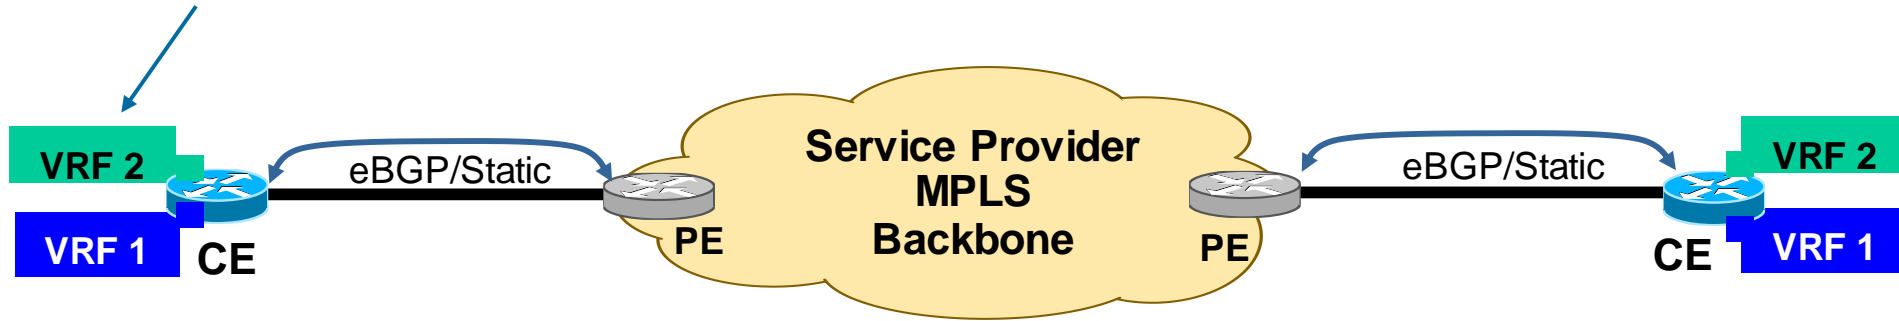 VRF 2
VRF 1
CE
eBGP/Static
PE
Service Provider
MPLS
Backbone
PE
eBGP/Static
CE
VRF 2
VRF 1